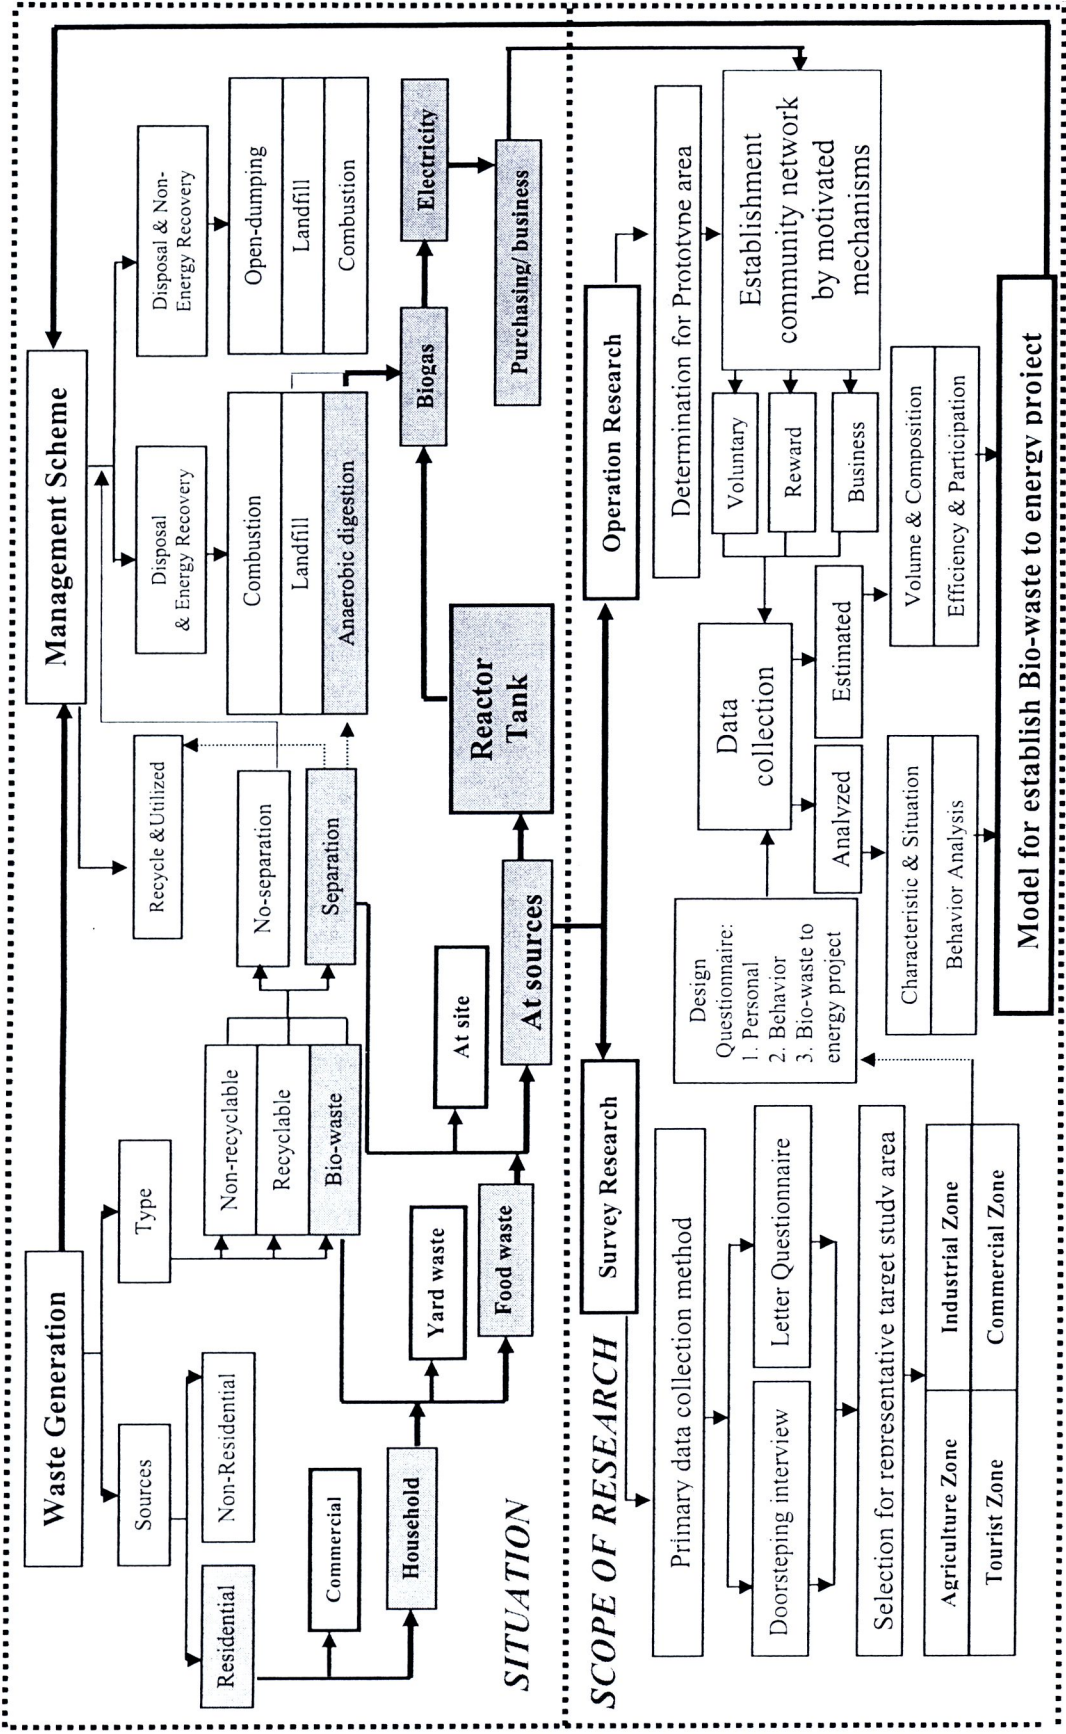 Waste Generation
Management Scheme
Sources
Type
Recycle & Utilized
Disposal
& Energy Recovery
Disposal & Non-
Energy Recovery
Residential
Non-Residential
Non-recyclable
Recyclable
Bio-waste
No-separation
Separation
Combustion
Landfill
Anaerobic digestion
Open-dumping
Landfill
Combustion
Commercial
Household
Yard waste
Food waste
At site
At sources
Reactor
Tank
Biogas
Electricity
Purchasing/ business
SITUATION
SCOPE OF RESEARCH
Survey Research
Operation Research
Primary data collection method
Doorsteping interview
Letter Questionnaire
Selection for representative target study area
Agriculture Zone
Industrial Zone
Tourist Zone
Commercial Zone
Design
Questionnaire:
1. Personal
2. Behavior
3. Bio-waste to
energy project
Data
collection
Analyzed
Estimated
Characteristic & Situation
Behavior Analysis
Volume & Composition
Efficiency & Participation
Determination for Prototype area
Establishment
community network
by motivated
mechanisms
Voluntary
Reward
Business
Model for establish Bio-waste to energy project